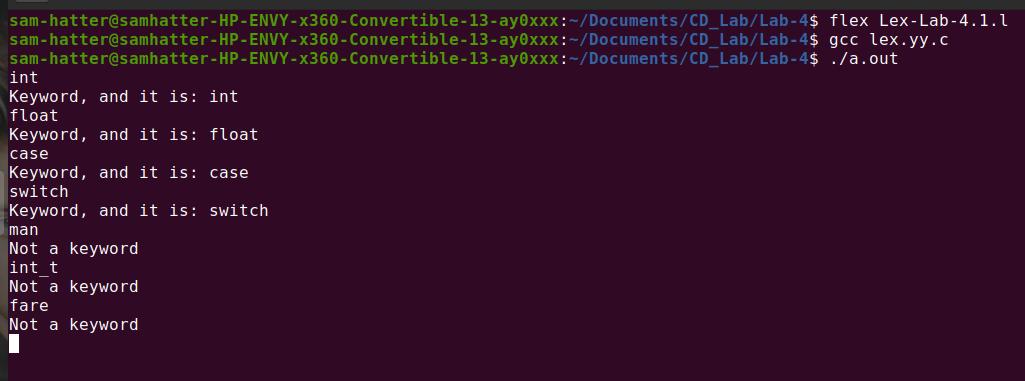 sam-hatter@samhatter-HP-ENVY-x360-Convertible-13-ay0xxx:~/Documents/CD_Lab/Lab-4$ flex Lex-Lab-4.1.l
sam-hatter@samhatter-HP-ENVY-x360-Convertible-13-ay0xxx:~/Documents/CD_Lab/Lab-4$ gcc lex.yy.c
sam-hatter@samhatter-HP-ENVY-x360-Convertible-13-ay0xxx:~/Documents/CD_Lab/Lab-4$ ./a.out
int
Keyword, and it is: int
float
Keyword, and it is: float
case
Keyword, and it is: case
switch
Keyword, and it is: switch
man
Not a keyword
int_t
Not a keyword
fare
Not a keyword